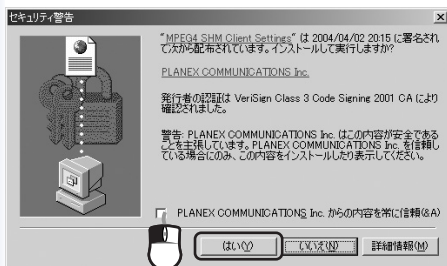 セキュリティ警告
"MPEG4 SHM Client Settings" は 2004/04/02 20:15 に署名され
て次から配布されています。インストールして実行しますか?
PLANEX COMMUNICATIONS Inc.
発行者の認証は VeriSign Class 3 Code Signing 2001 CA により
確認されました。
警告: PLANEX COMMUNICATIONS Inc. はこの内容が安全である
ことを主張しています。PLANEX COMMUNICATIONS Inc. を信頼し
ている場合にのみ、この内容をインストールしたり表示してください。
PLANEX COMMUNICATIONS Inc. からの内容を常に信頼(&A)
はい(Y)
いいえ(N)
詳細情報(M)